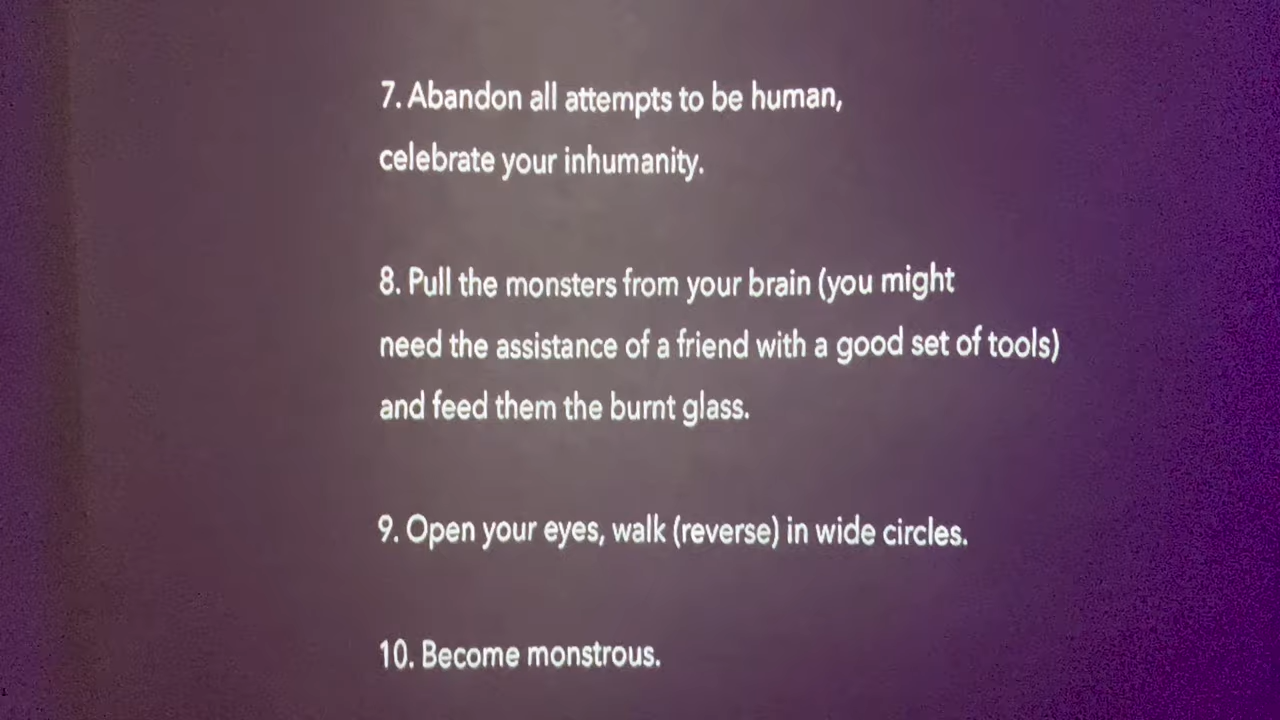 7. Abandon all attempts to be human,
celebrate your inhumanity.
8. Pull the monsters from your brain (you might
need the assistance of a friend with a good set of tools)
and feed them the burnt glass.
9. Open your eyes, walk (reverse) in wide circles.
10. Become monstrous.